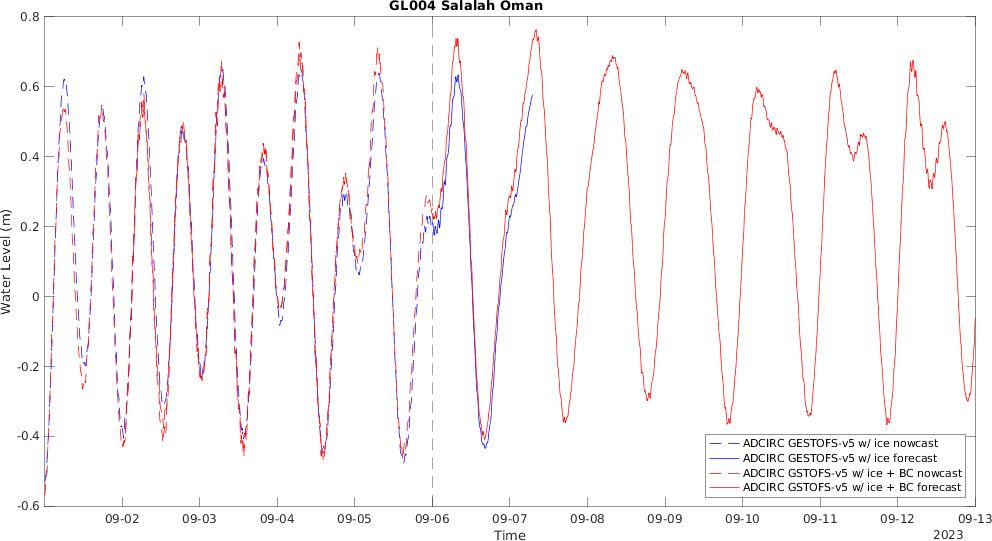 GL004 Salalah Oman
0.8
0.6
0.4
0.2
0
-0.2
-0.4
-0.6
Water Level (m)
09-02 09-03 09-04 09-05 09-06 09-07 09-08 09-09 09-10 09-11 09-12 09-13
Time
2023
ADCIRC GESTOFS-v5 w/ ice nowcast
ADCIRC GESTOFS-v5 w/ ice forecast
ADCIRC GSTOFS-v5 w/ ice + BC nowcast
ADCIRC GSTOFS-v5 w/ ice + BC forecast